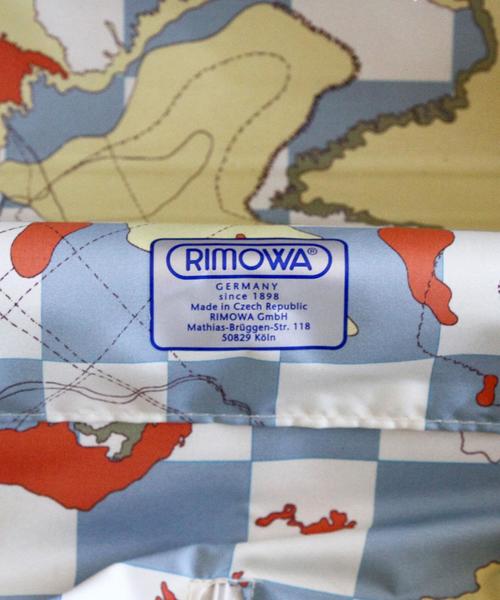 RIMOWA®
GERMANY
since 1898
Made in Czech Republic
RIMOWA GmbH
Mathias-Brüggen-Str. 118
50829 Köln